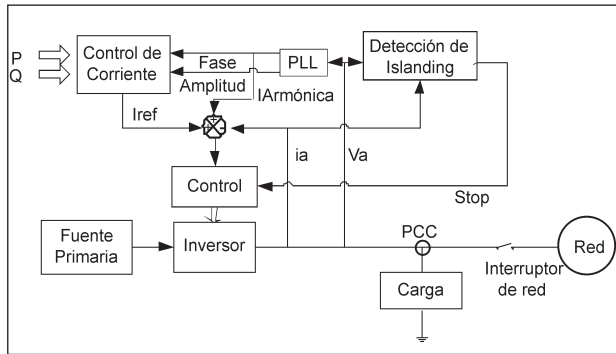 P
Q
Control de
Corriente
Fase
Amplitud
PLL
Detección de
Islanding
IArmónica
Iref
ia
Va
Control
Stop
Fuente
Primaria
Inversor
PCC
Red
Interruptor
de red
Carga